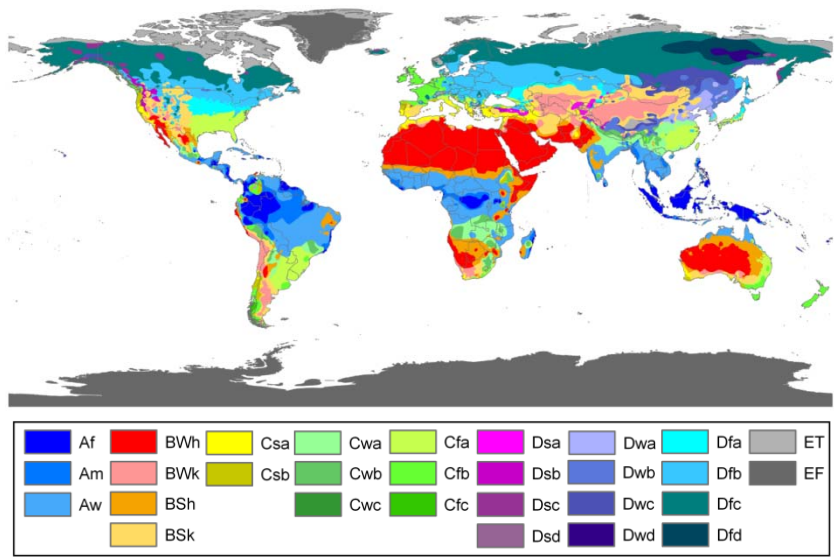 Af BWh Csa Cwa Cfa Dsa Dwa Dfa ET
Am BWk Csb Cwb Cfb Dsb Dwb Dfb EF
Aw BSh Cwc Cfc Dsc Dwc Dfc
BSk Dsd Dwd Dfd